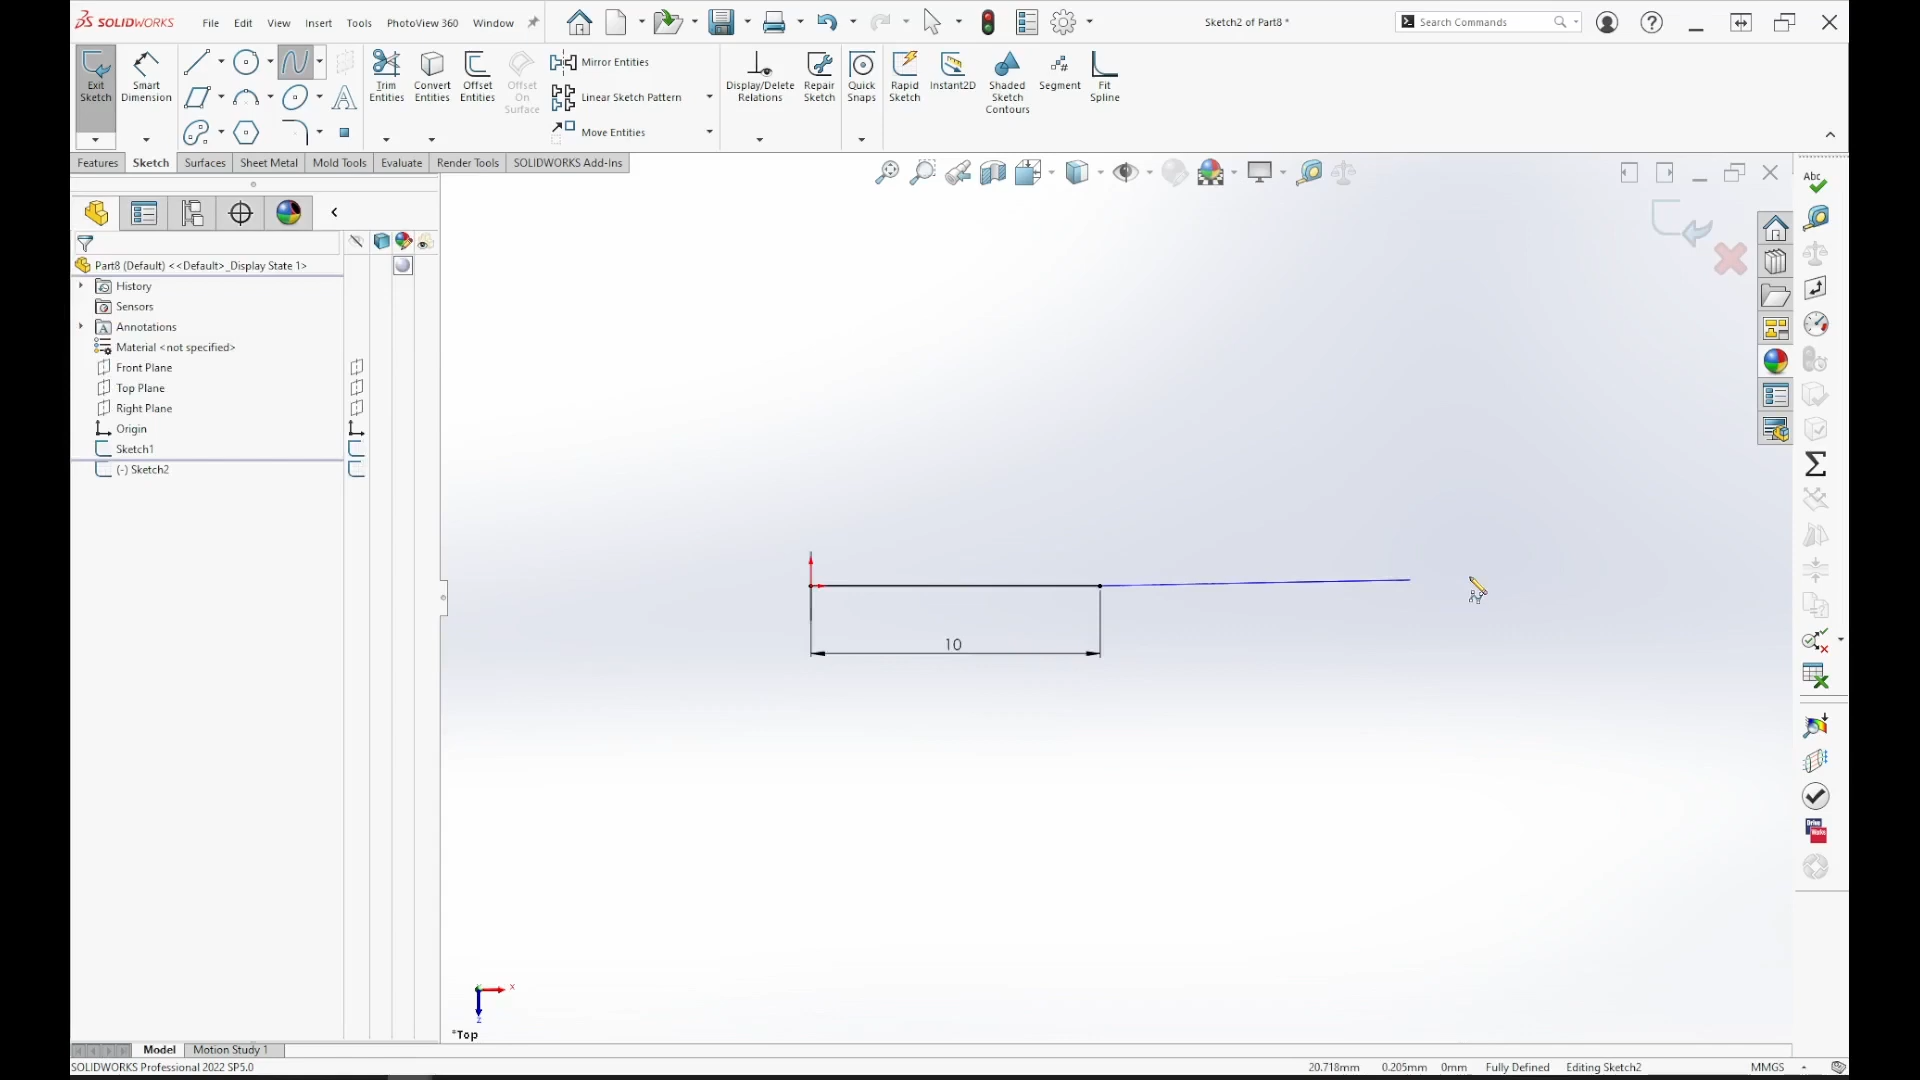 SOLIDWORKS File Edit View Insert Tools PhotoView 360 Window Sketch2 of Part8 * Search Commands
Exit Sketch
Smart Dimension
Trim Entities
Convert Entities
Offset Entities
Offset On Surface
Mirror Entities
Linear Sketch Pattern
Move Entities
Display/Delete Relations
Repair Sketch
Quick Snaps
Rapid Sketch
Instant2D
Shaded Sketch Contours
Segment
Fit Spline
Features Sketch Surfaces Sheet Metal Mold Tools Evaluate Render Tools SOLIDWORKS Add-Ins
Abc
Part8 (Default) <<Default>_Display State 1>
History
Sensors
Annotations
Material <not specified>
Front Plane
Top Plane
Right Plane
Origin
Sketch1
(-) Sketch2
10
x
z
*Top
Model Motion Study 1
SOLIDWORKS Professional 2022 SP5.0 20.718mm 0.205mm 0mm Fully Defined Editing Sketch2 MMGS